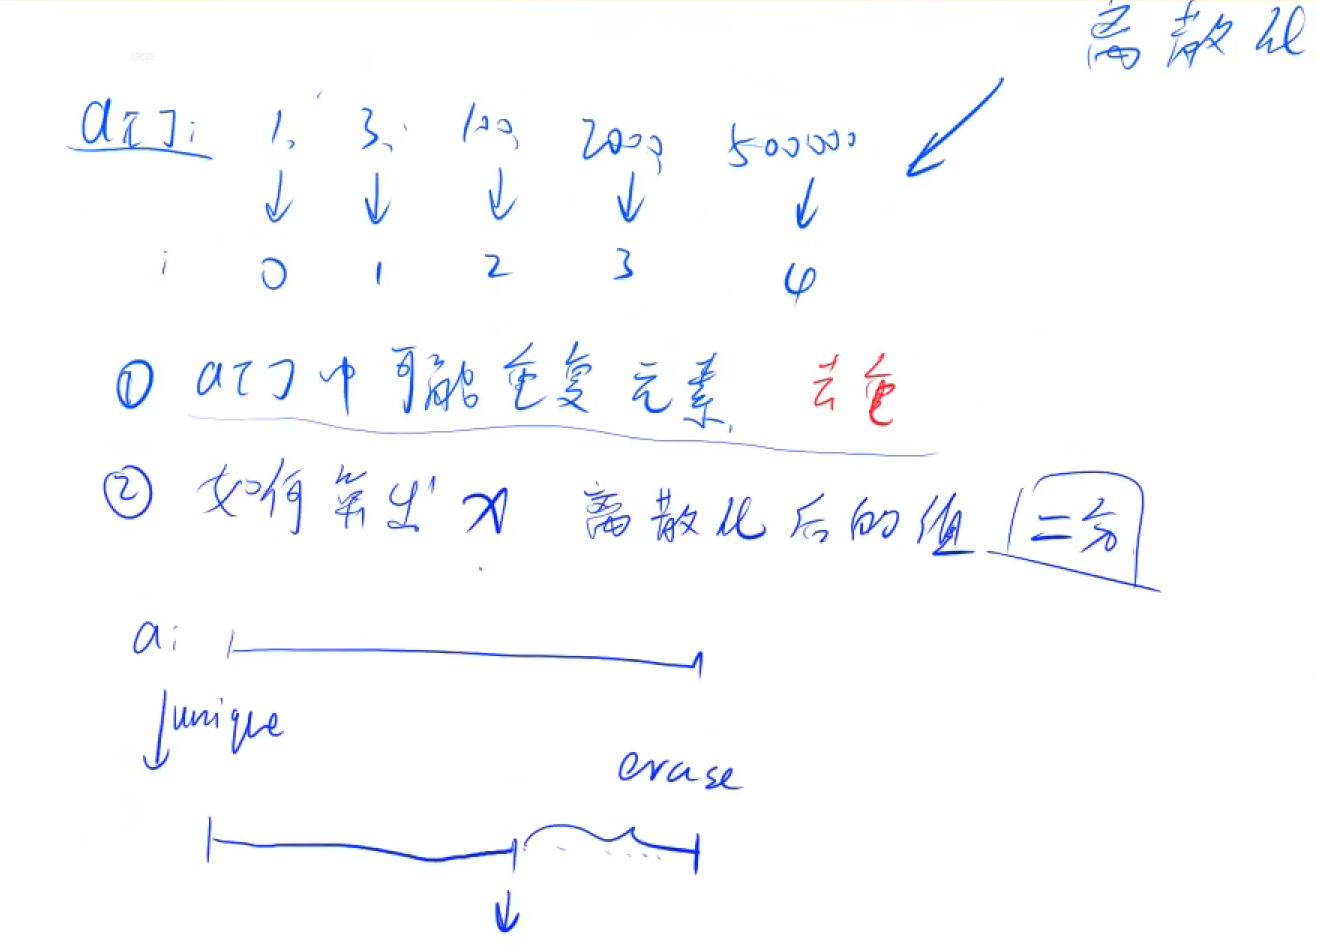 离散化
a[]: 1, 3, 100, 2000, 500000
i 0 1 2 3 4
① a[]中可能重复元素. 去重
② 如何算出x 离散化后的值 二分
a:
unique
erase